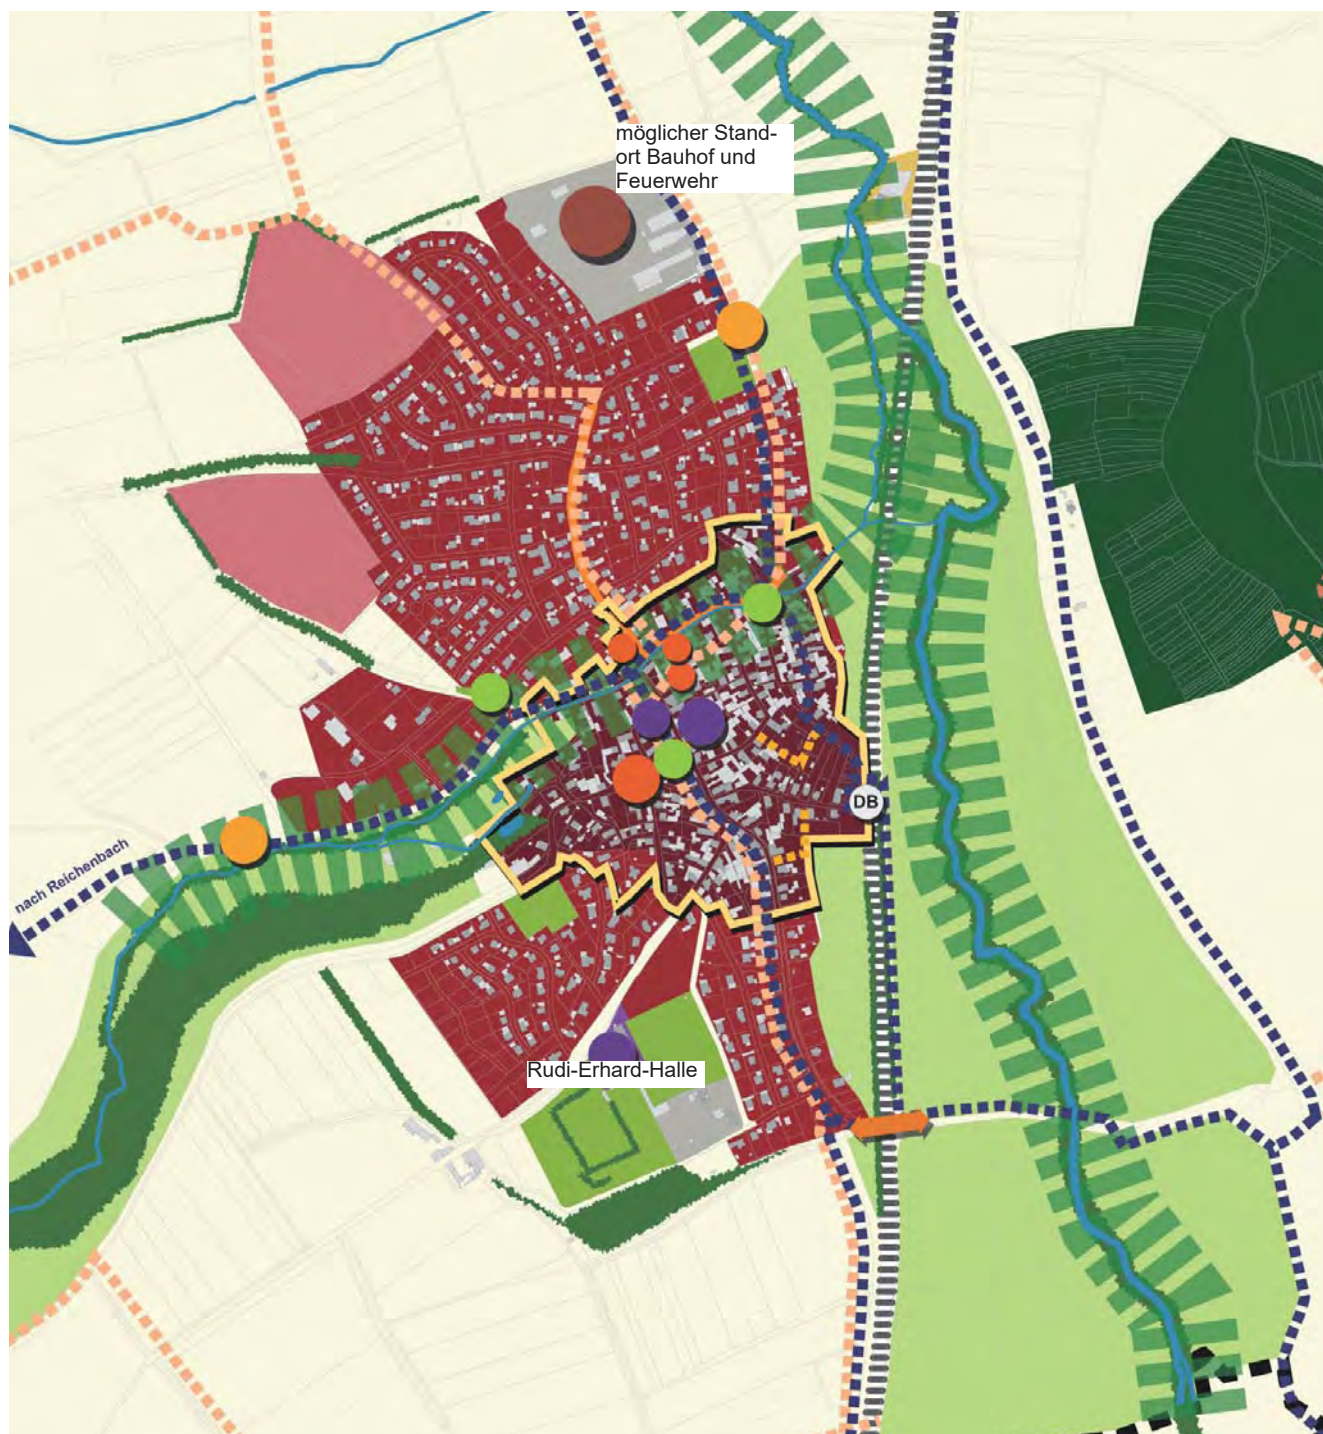 möglicher Stand-
ort Bauhof und
Feuerwehr
DB
nach Reichenbach
Rudi-Erhard-Halle